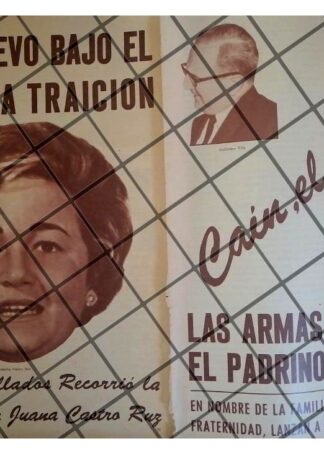 EVO BAJO EL
A TRAICION
llados Recorrió la
Juana Castro Ruz
Caín, el
LAS ARMAS
EL PADRINO
EN NOMBRE DE LA FAMILI
FRATERNIDAD, LANZAN A